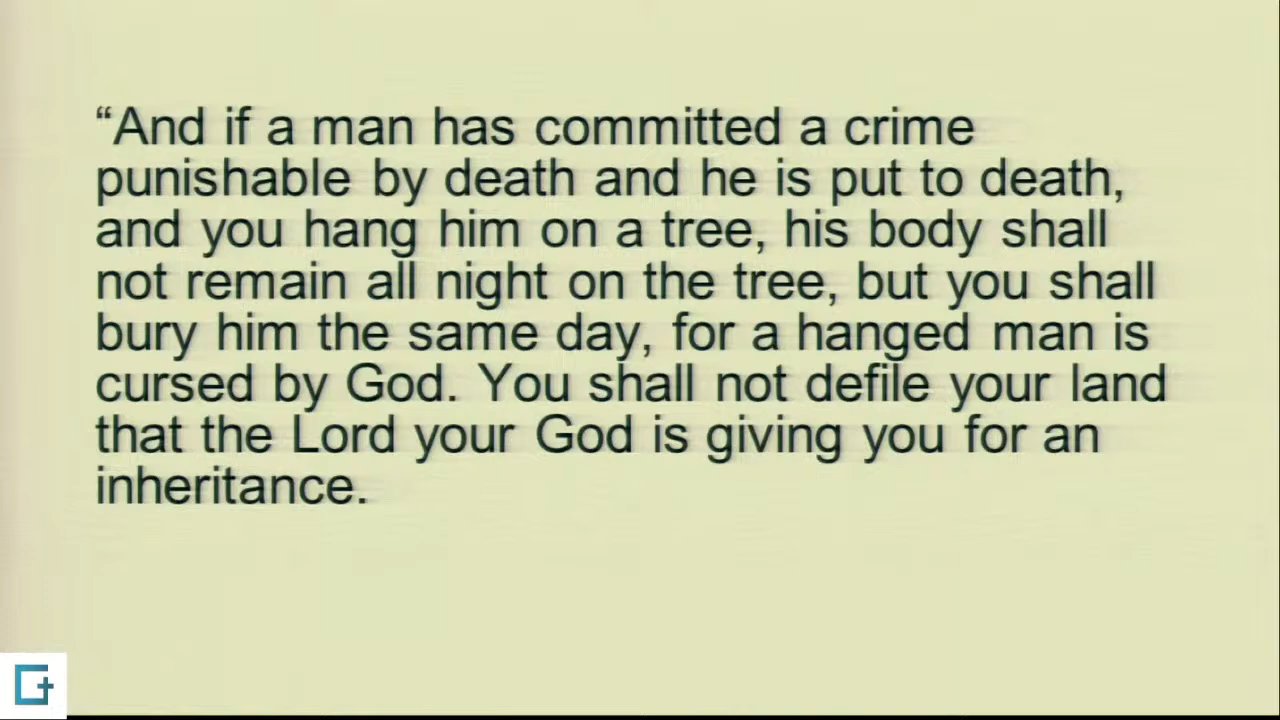 “And if a man has committed a crime
punishable by death and he is put to death,
and you hang him on a tree, his body shall
not remain all night on the tree, but you shall
bury him the same day, for a hanged man is
cursed by God. You shall not defile your land
that the Lord your God is giving you for an
inheritance.